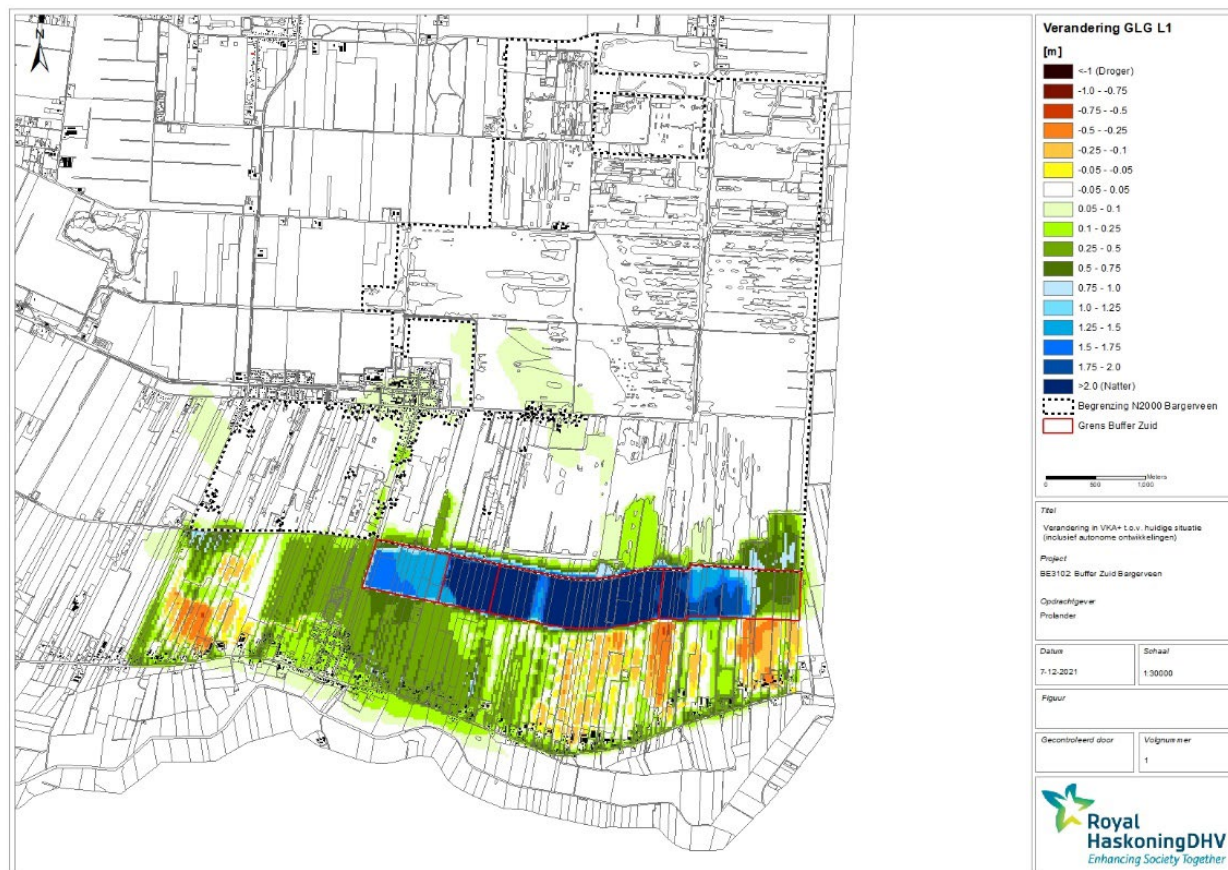 Verandering GLG L1
[m]
<-1 (Droger)
-1.0 - -0.75
-0.75 - -0.5
-0.5 - -0.25
-0.25 - -0.1
-0.05 - -0.05
-0.05 - 0.05
0.05 - 0.1
0.1 - 0.25
0.25 - 0.5
0.5 - 0.75
0.75 - 1.0
1.0 - 1.25
1.25 - 1.5
1.5 - 1.75
1.75 - 2.0
>2.0 (Natter)
Begrenzing N2000 Bargerveen
Grens Buffer Zuid
Meters
0 500 1,000
Titel
Verandering in VKA+ t.o.v. huidige situatie
(inclusief autonome ontwikkelingen)
Project
BE3102 Buffer Zuid Bargerveen
Opdrachtgever
Prolander
Datum Schaal
7-12-2021 1:30000
Figuur
Gecontroleerd door Volgnummer
1
Royal
HaskoningDHV
Enhancing Society Together